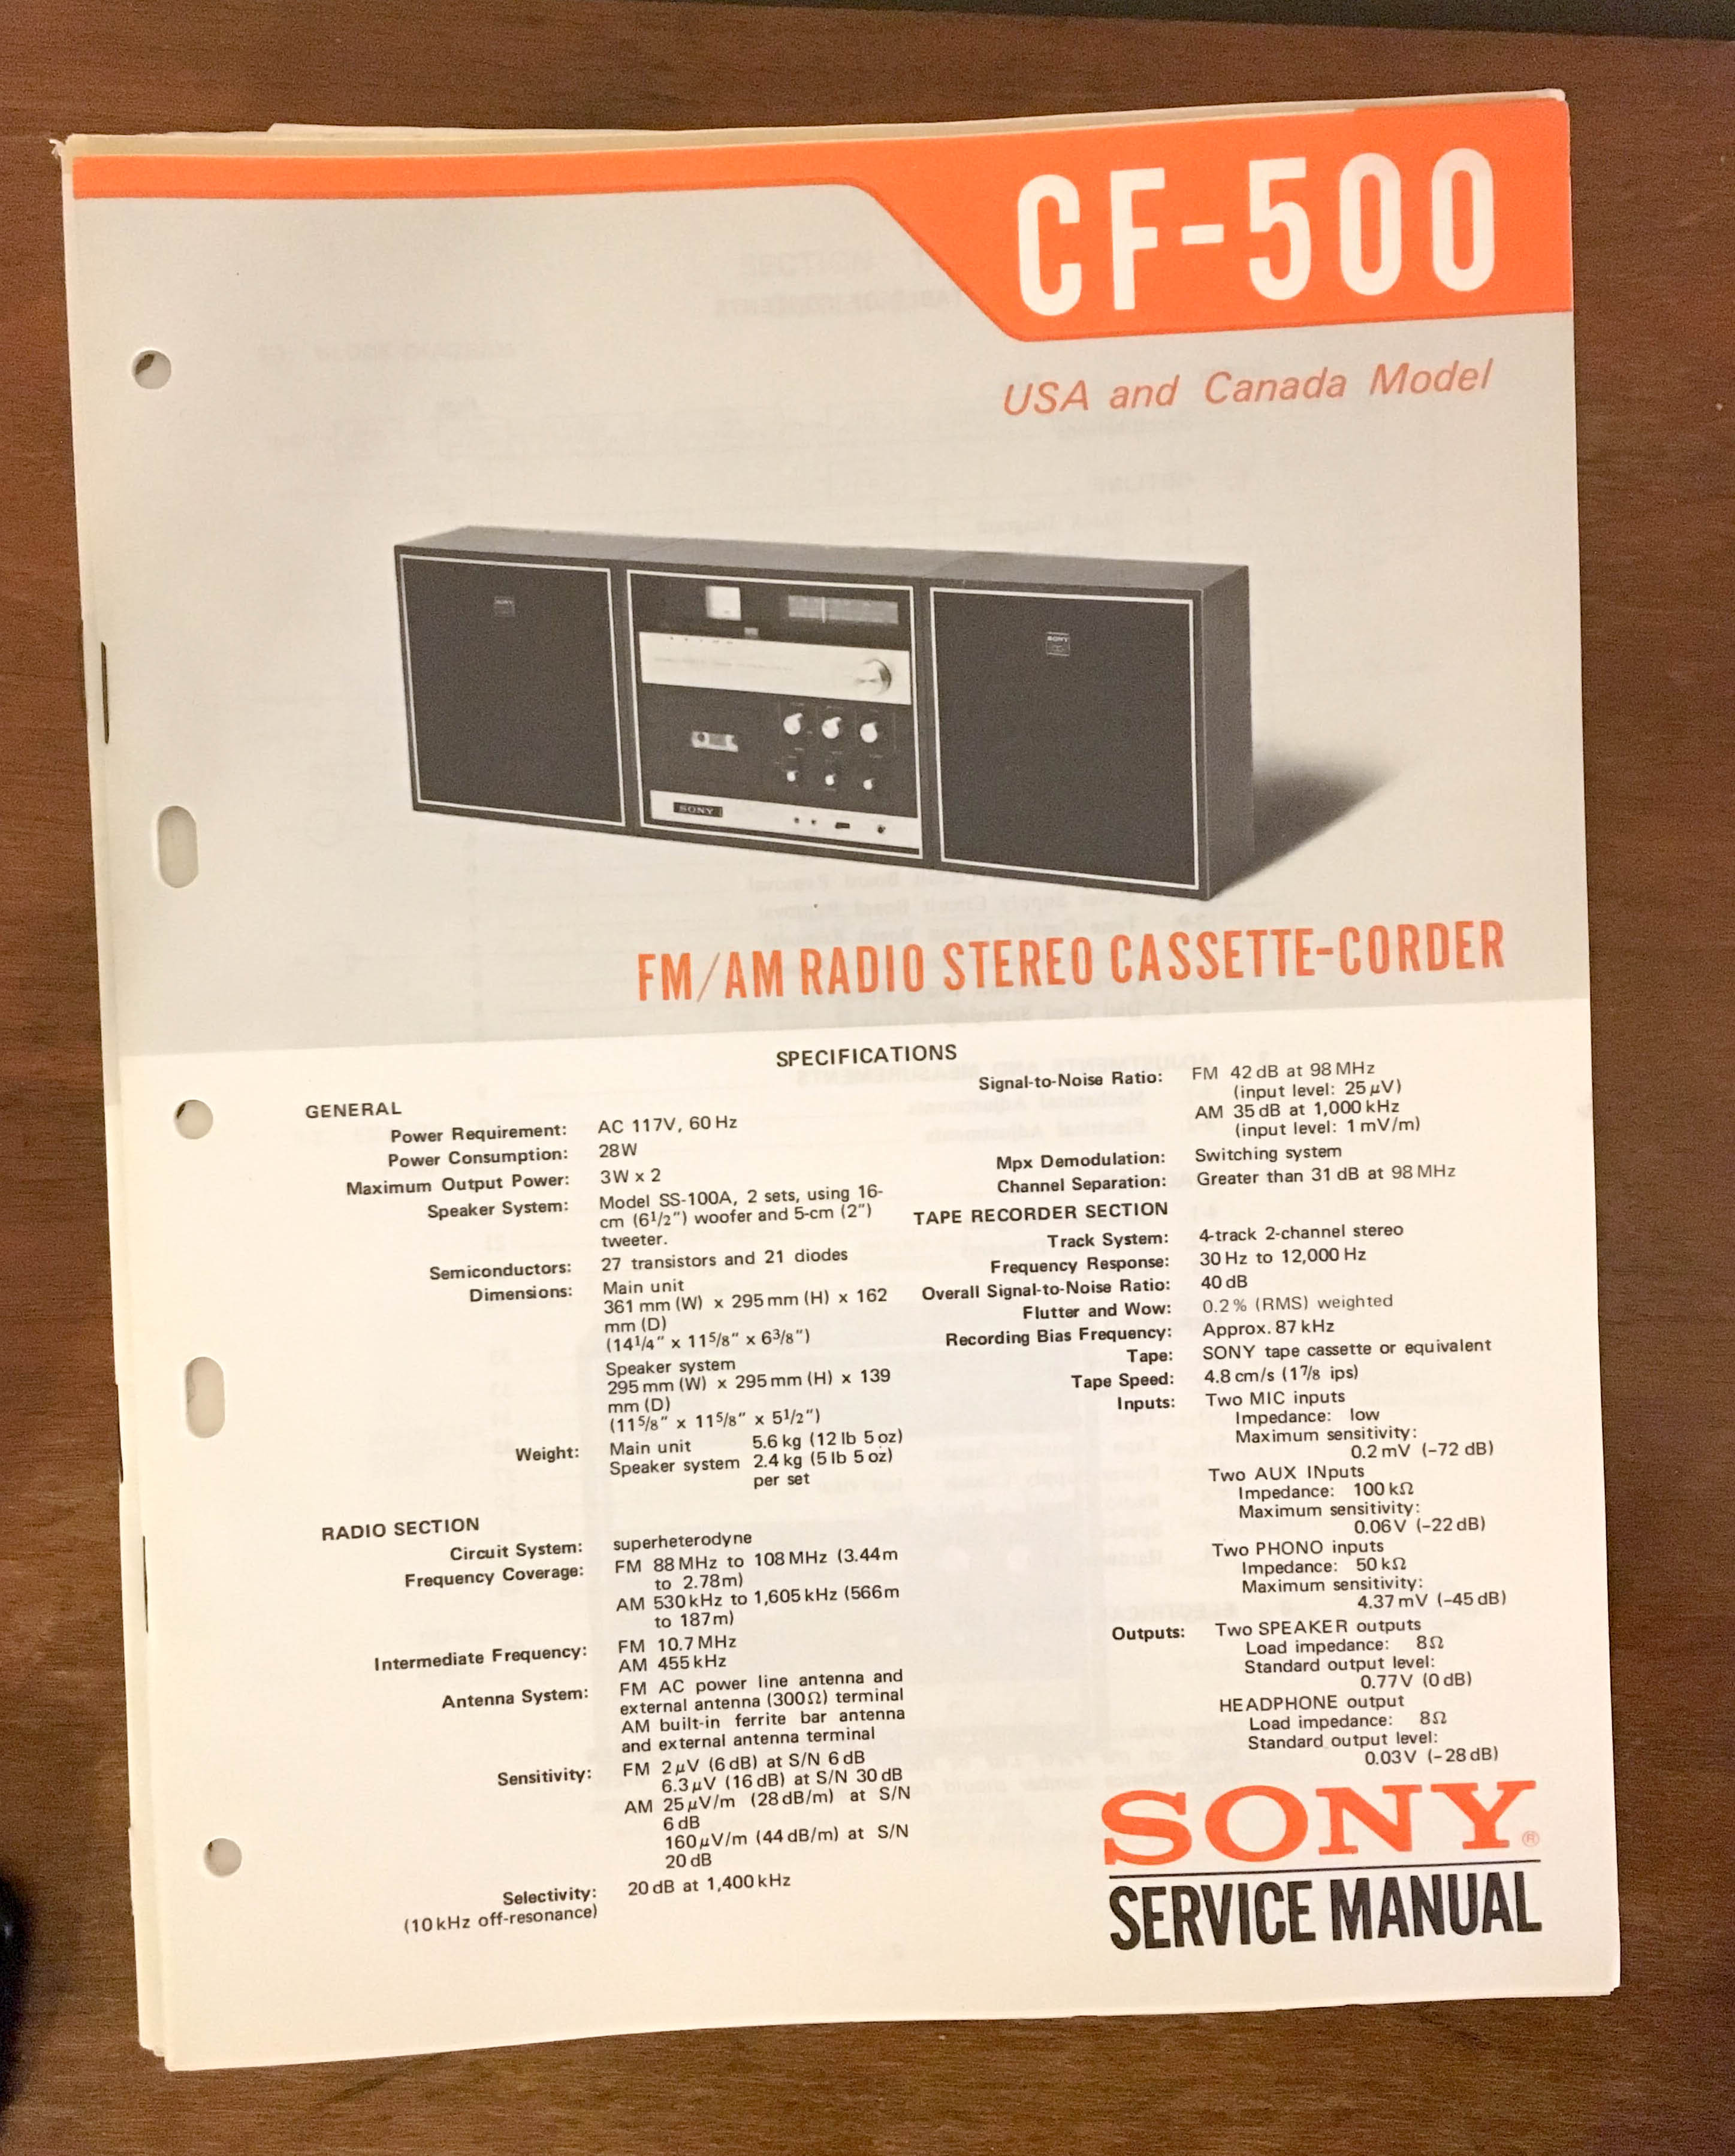 CF-500
USA and Canada Model
SONY
SONY
SONY
FM/AM RADIO STEREO CASSETTE-CORDER
SPECIFICATIONS
GENERAL
Power Requirement: AC 117V, 60 Hz
Power Consumption: 28W
Maximum Output Power: 3W x 2
Speaker System: Model SS-100A, 2 sets, using 16-
cm (6 1/2") woofer and 5-cm (2")
tweeter.
Semiconductors: 27 transistors and 21 diodes
Dimensions: Main unit
361 mm (W) x 295 mm (H) x 162
mm (D)
(14 1/4" x 11 5/8" x 6 3/8")
Speaker system
295 mm (W) x 295 mm (H) x 139
mm (D)
(11 5/8" x 11 5/8" x 5 1/2")
Weight: Main unit 5.6 kg (12 lb 5 oz)
Speaker system 2.4 kg (5 lb 5 oz)
per set
RADIO SECTION
Circuit System: superheterodyne
Frequency Coverage: FM 88 MHz to 108 MHz (3.44m
to 2.78m)
AM 530 kHz to 1,605 kHz (566m
to 187m)
Intermediate Frequency: FM 10.7 MHz
AM 455 kHz
Antenna System: FM AC power line antenna and
external antenna (300Ω) terminal
AM built-in ferrite bar antenna
and external antenna terminal
Sensitivity: FM 2 μV (6 dB) at S/N 6 dB
6.3 μV (16 dB) at S/N 30 dB
AM 25 μV/m (28 dB/m) at S/N
6 dB
160 μV/m (44 dB/m) at S/N
20 dB
Selectivity: 20 dB at 1,400 kHz
(10 kHz off-resonance)
Signal-to-Noise Ratio: FM 42 dB at 98 MHz
(input level: 25 μV)
AM 35 dB at 1,000 kHz
(input level: 1 mV/m)
Mpx Demodulation: Switching system
Channel Separation: Greater than 31 dB at 98 MHz
TAPE RECORDER SECTION
Track System: 4-track 2-channel stereo
Frequency Response: 30 Hz to 12,000 Hz
Overall Signal-to-Noise Ratio: 40 dB
Flutter and Wow: 0.2 % (RMS) weighted
Recording Bias Frequency: Approx. 87 kHz
Tape: SONY tape cassette or equivalent
Tape Speed: 4.8 cm/s (1 7/8 ips)
Inputs: Two MIC inputs
Impedance: low
Maximum sensitivity:
0.2 mV (-72 dB)
Two AUX INputs
Impedance: 100 kΩ
Maximum sensitivity:
0.06 V (-22 dB)
Two PHONO inputs
Impedance: 50 kΩ
Maximum sensitivity:
4.37 mV (-45 dB)
Outputs: Two SPEAKER outputs
Load impedance: 8Ω
Standard output level:
0.77 V (0 dB)
HEADPHONE output
Load impedance: 8Ω
Standard output level:
0.03 V (-28 dB)
SONY®
SERVICE MANUAL